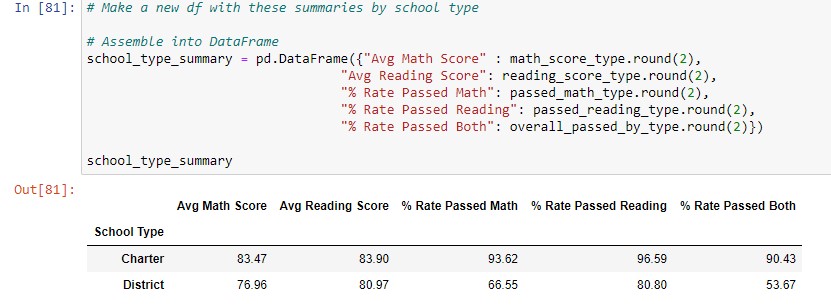 In [81]: # Make a new df with these summaries by school type
# Assemble into DataFrame
school_type_summary = pd.DataFrame({"Avg Math Score" : math_score_type.round(2),
"Avg Reading Score": reading_score_type.round(2),
"% Rate Passed Math": passed_math_type.round(2),
"% Rate Passed Reading": passed_reading_type.round(2),
"% Rate Passed Both": overall_passed_by_type.round(2)})
school_type_summary
Out[81]:
Avg Math Score Avg Reading Score % Rate Passed Math % Rate Passed Reading % Rate Passed Both
School Type
Charter 83.47 83.90 93.62 96.59 90.43
District 76.96 80.97 66.55 80.80 53.67